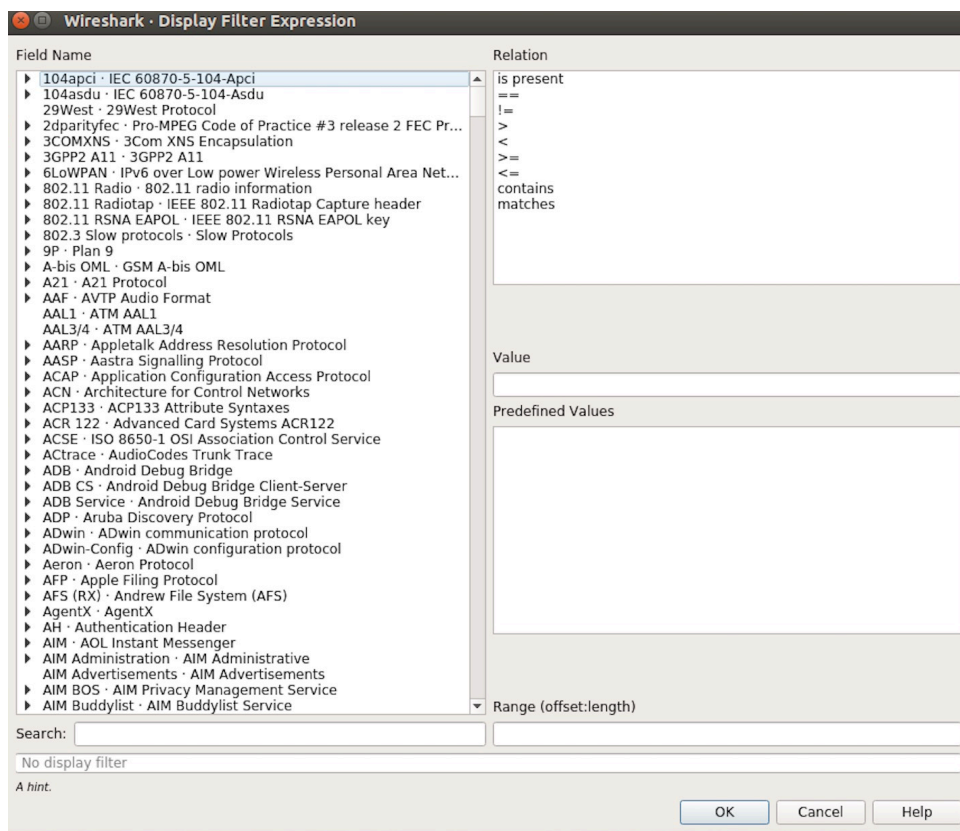 Wireshark · Display Filter Expression
Field Name
104apci · IEC 60870-5-104-Apci
104asdu · IEC 60870-5-104-Asdu
29West · 29West Protocol
2dparityfec · Pro-MPEG Code of Practice #3 release 2 FEC Pr...
3COMXNS · 3Com XNS Encapsulation
3GPP2 A11 · 3GPP2 A11
6LoWPAN · IPv6 over Low power Wireless Personal Area Net...
802.11 Radio · 802.11 radio information
802.11 Radiotap · IEEE 802.11 Radiotap Capture header
802.11 RSNA EAPOL · IEEE 802.11 RSNA EAPOL key
802.3 Slow protocols · Slow Protocols
9P · Plan 9
A-bis OML · GSM A-bis OML
A21 · A21 Protocol
AAF · AVTP Audio Format
AAL1 · ATM AAL1
AAL3/4 · ATM AAL3/4
AARP · Appletalk Address Resolution Protocol
AASP · Aastra Signalling Protocol
ACAP · Application Configuration Access Protocol
ACN · Architecture for Control Networks
ACP133 · ACP133 Attribute Syntaxes
ACR 122 · Advanced Card Systems ACR122
ACSE · ISO 8650-1 OSI Association Control Service
ACtrace · AudioCodes Trunk Trace
ADB · Android Debug Bridge
ADB CS · Android Debug Bridge Client-Server
ADB Service · Android Debug Bridge Service
ADP · Aruba Discovery Protocol
ADwin · ADwin communication protocol
ADwin-Config · ADwin configuration protocol
Aeron · Aeron Protocol
AFP · Apple Filing Protocol
AFS (RX) · Andrew File System (AFS)
AgentX · AgentX
AH · Authentication Header
AIM · AOL Instant Messenger
AIM Administration · AIM Administrative
AIM Advertisements · AIM Advertisements
AIM BOS · AIM Privacy Management Service
AIM Buddylist · AIM Buddylist Service
Search:
Relation
is present
==
!=
>
<
>=
<=
contains
matches
Value
Predefined Values
Range (offset:length)
No display filter
A hint.
OK
Cancel
Help